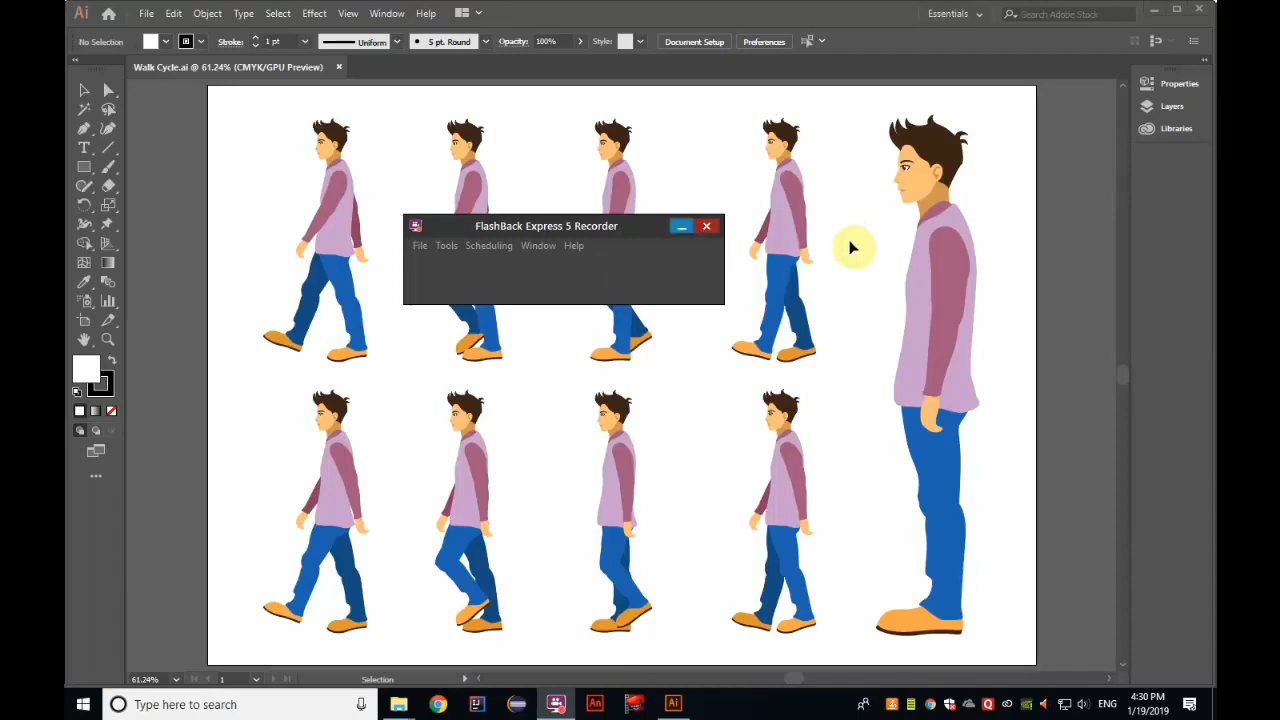 Ai File Edit Object Type Select Effect View Window Help Essentials Search Adobe Stock
No Selection Stroke: 1 pt Uniform 5 pt. Round Opacity: 100% Style: Document Setup Preferences
Walk Cycle.ai @ 61.24% (CMYK/GPU Preview)
Properties
Layers
Libraries
FlashBack Express 5 Recorder
File Tools Scheduling Window Help
61.24% 1 Selection
Type here to search An Ai ENG 4:30 PM
1/19/2019